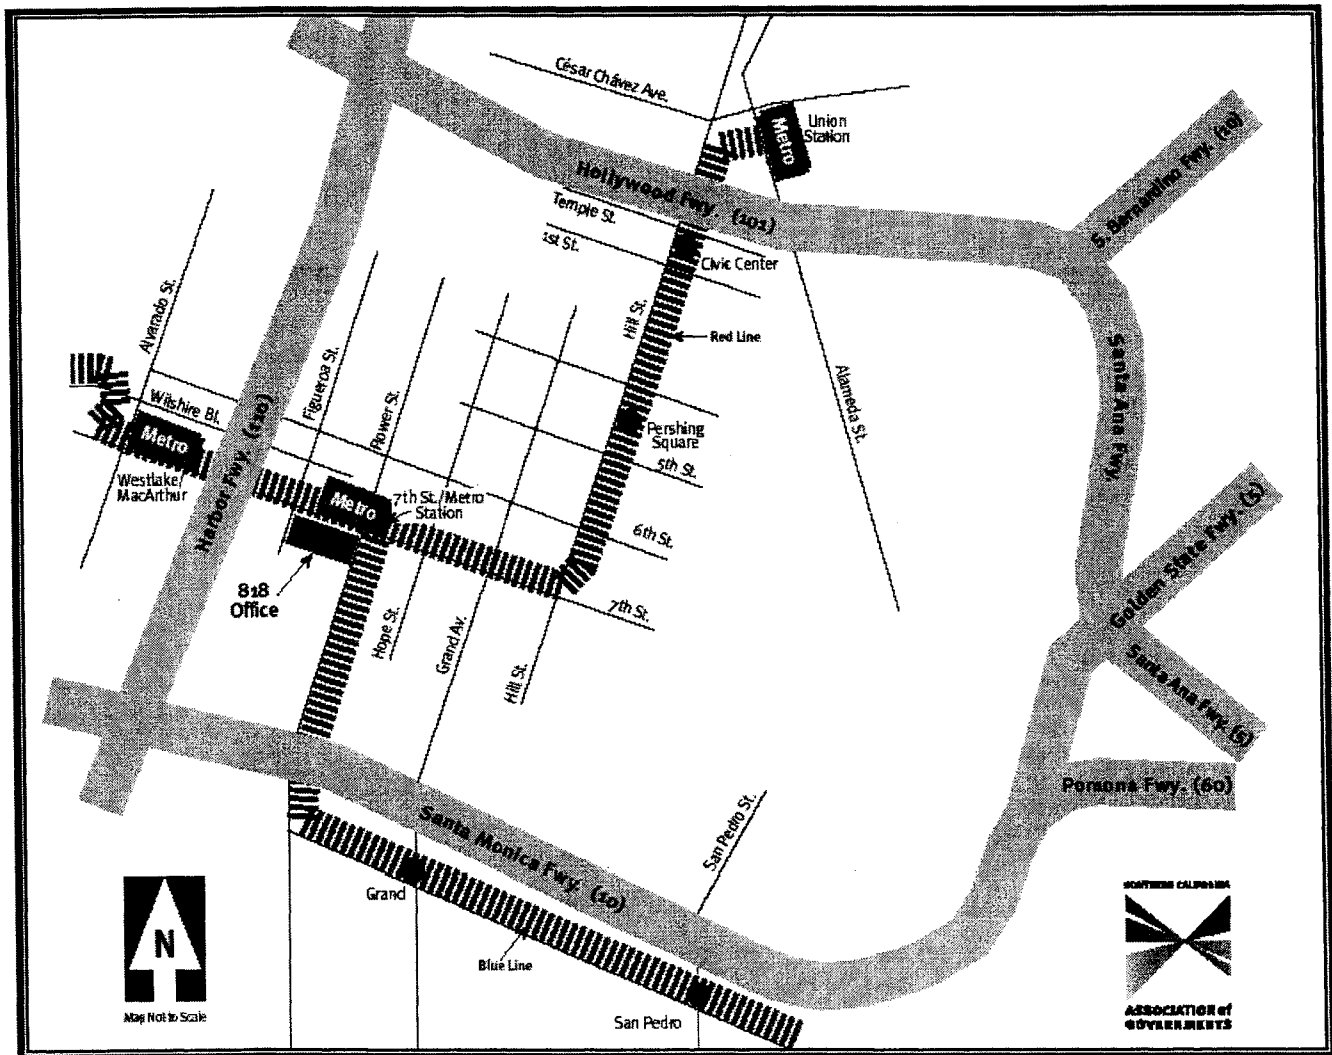 César Chávez Ave.
Union
Station
Metro
S. Bernardino Fwy. (10)
Hollywood Fwy. (101)
Temple St.
1st St.
Civic Center
Alvarado St.
Hill St.
Red Line
Santa Ana Fwy.
Figueroa St.
Flower St.
Alameda St.
Wilshire Bl.
Metro
Harbor Fwy. (110)
Pershing
Square
5th St.
Westlake/
MacArthur
Metro
7th St./Metro
Station
6th St.
Golden State Fwy. (5)
818
Office
7th St.
Hope St.
Grand Av.
Hill St.
Santa Ana Fwy. (5)
Pomona Fwy. (60)
Santa Monica Fwy. (10)
San Pedro St.
Grand
Blue Line
San Pedro
N
Map Not to Scale
SOUTHERN CALIFORNIA
ASSOCIATION of
GOVERNMENTS